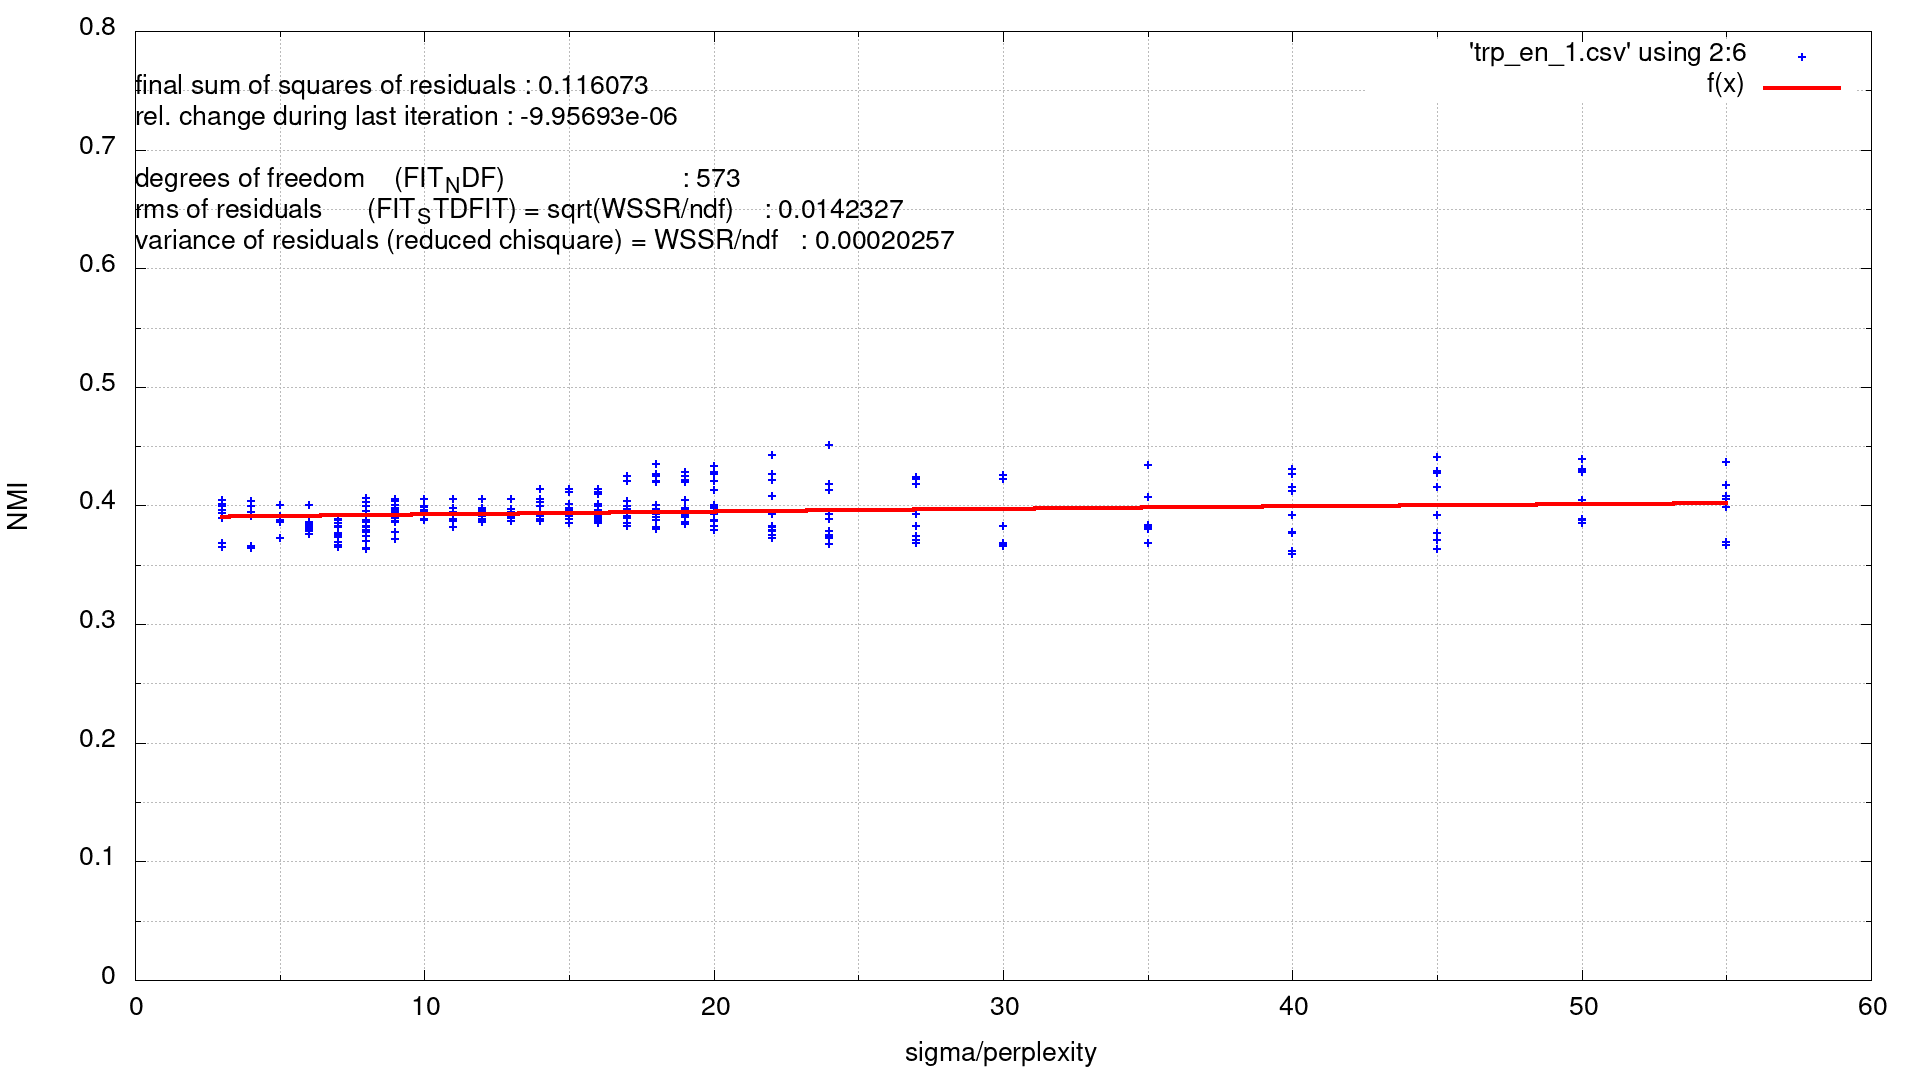 'trp_en_1.csv' using 2:6
f(x)
final sum of squares of residuals : 0.116073
rel. change during last iteration : -9.95693e-06
degrees of freedom (FIT_NDF) : 573
rms of residuals (FIT_STDFIT) = sqrt(WSSR/ndf) : 0.0142327
variance of residuals (reduced chisquare) = WSSR/ndf : 0.00020257
0.8
0.7
0.6
0.5
0.4
0.3
0.2
0.1
0
NMI
0 10 20 30 40 50 60
sigma/perplexity